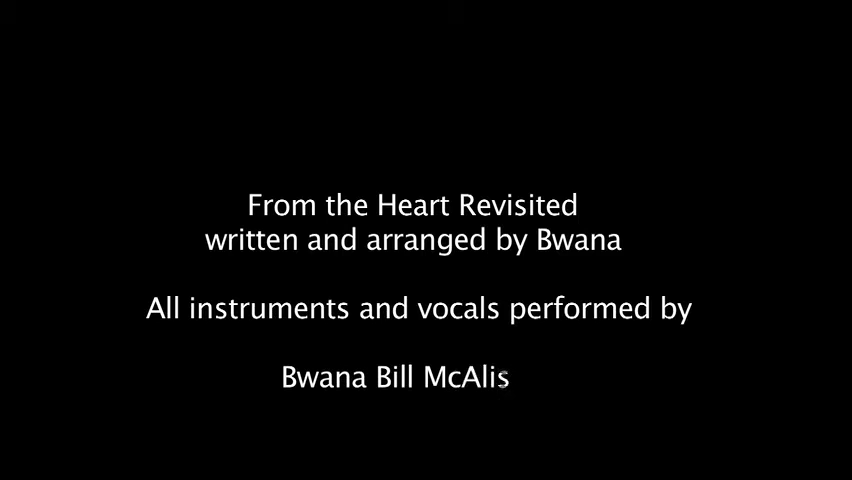 From the Heart Revisited
written and arranged by Bwana
All instruments and vocals performed by
Bwana Bill McAlis